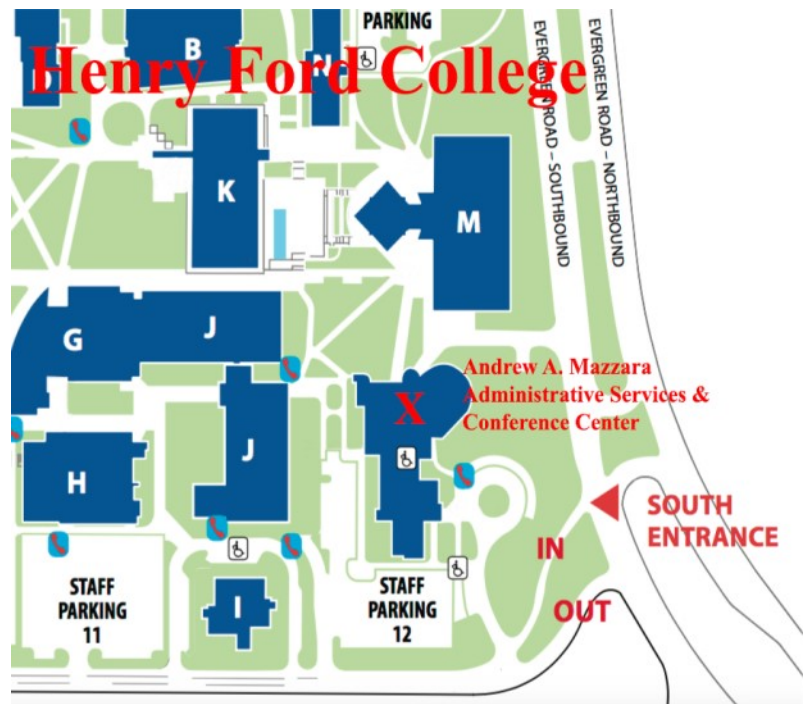 PARKING
B
Henry Ford College
D
N
EVERGREEN ROAD – SOUTHBOUND
EVERGREEN ROAD – NORTHBOUND
K
M
G
J
Andrew A. Mazzara
Administrative Services &
Conference Center
X
J
H
SOUTH
ENTRANCE
IN
OUT
STAFF
PARKING
11
I
STAFF
PARKING
12